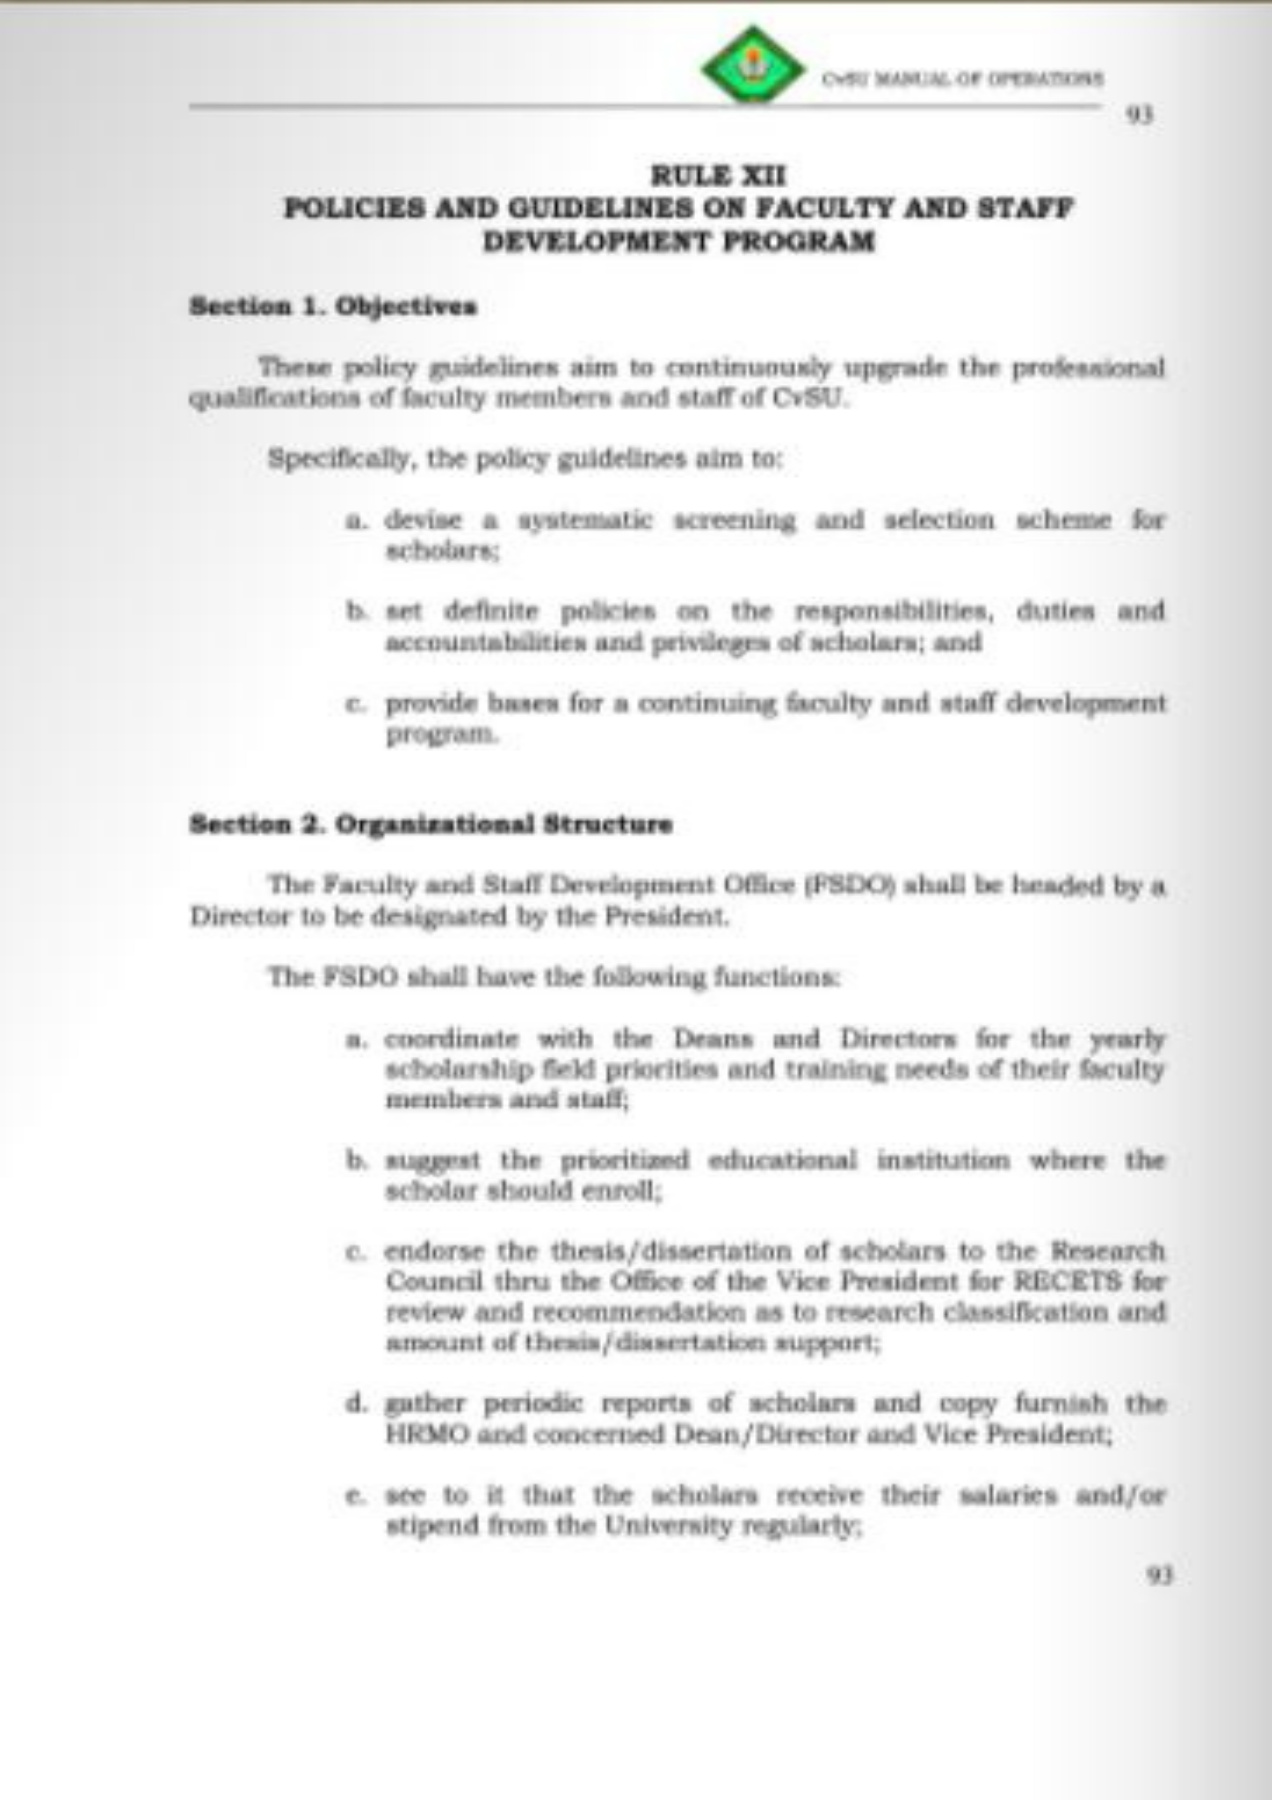 CvSU MANUAL OF OPERATIONS
93
RULE XII
POLICIES AND GUIDELINES ON FACULTY AND STAFF
DEVELOPMENT PROGRAM
Section 1. Objectives
These policy guidelines aim to continuously upgrade the professional
qualifications of faculty members and staff of CvSU.
Specifically, the policy guidelines aim to:
a. devise a systematic screening and selection scheme for
scholars;
b. set definite policies on the responsibilities, duties and
accountabilities and privileges of scholars; and
c. provide bases for a continuing faculty and staff development
program.
Section 2. Organizational Structure
The Faculty and Staff Development Office (FSDO) shall be headed by a
Director to be designated by the President.
The FSDO shall have the following functions:
a. coordinate with the Deans and Directors for the yearly
scholarship field priorities and training needs of their faculty
members and staff;
b. suggest the prioritized educational institution where the
scholar should enroll;
c. endorse the thesis/dissertation of scholars to the Research
Council thru the Office of the Vice President for RECETS for
review and recommendation as to research classification and
amount of thesis/dissertation support;
d. gather periodic reports of scholars and copy furnish the
HRMO and concerned Dean/Director and Vice President;
e. see to it that the scholars receive their salaries and/or
stipend from the University regularly;
93